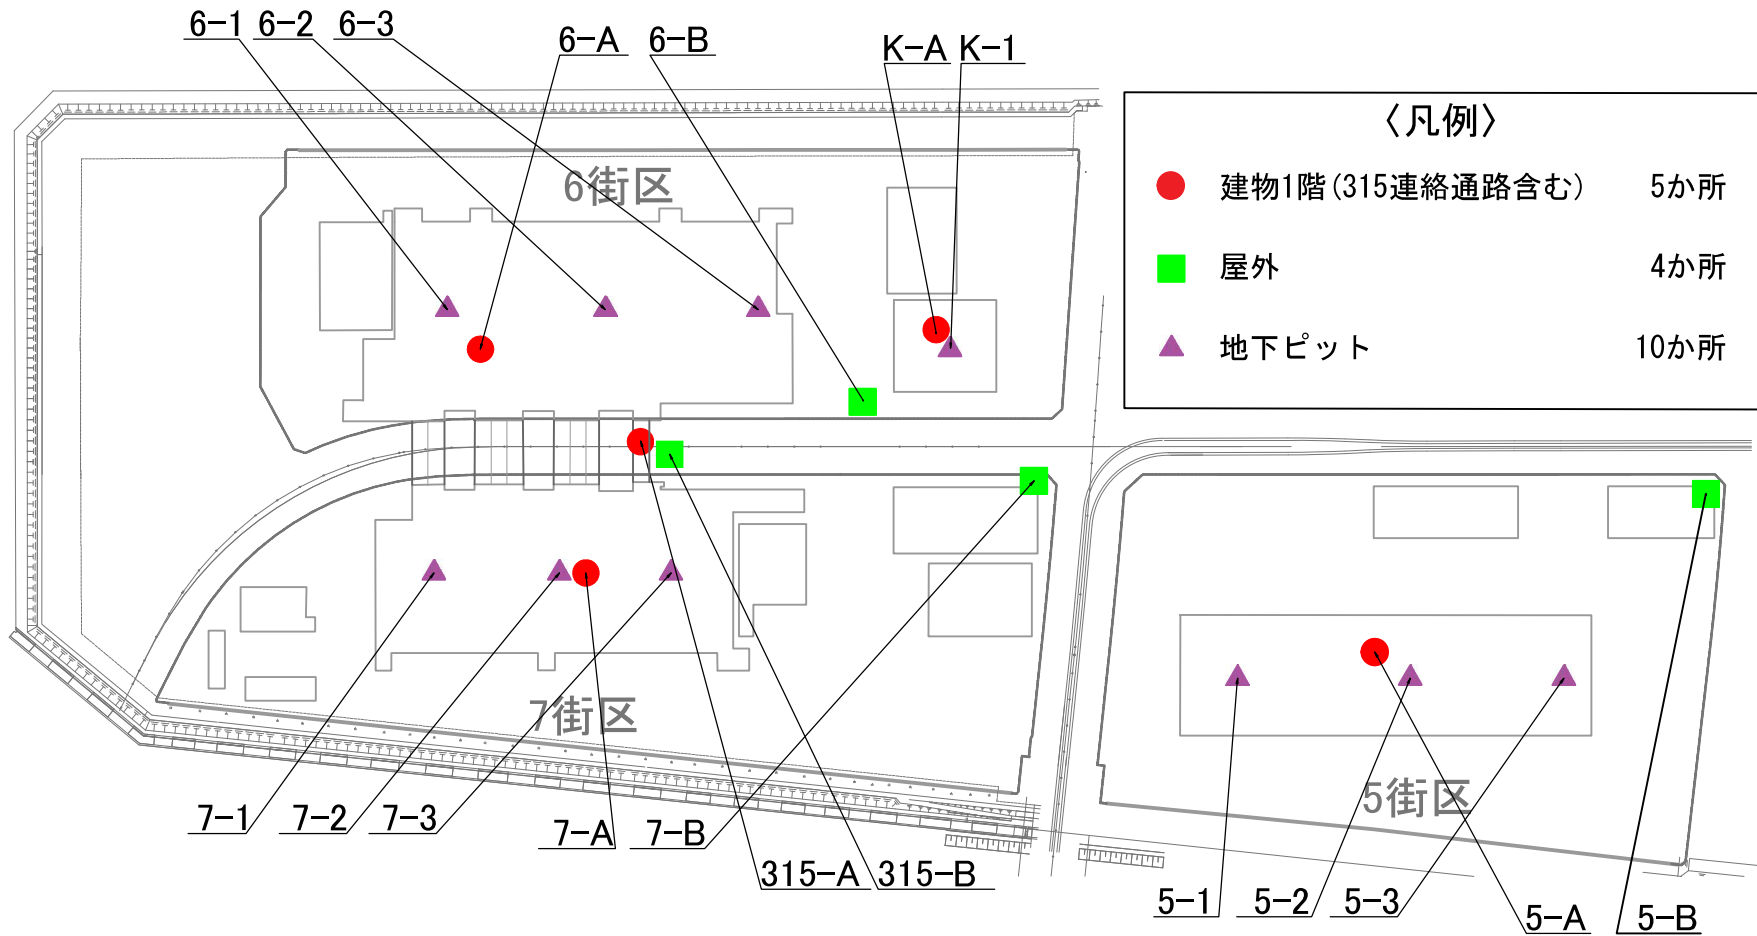 6-1 6-2 6-3 6-A 6-B K-A K-1
〈凡例〉
建物1階(315連絡通路含む) 5か所
屋外 4か所
地下ピット 10か所
6街区
7街区
5街区
7-1 7-2 7-3 7-A 7-B
315-A 315-B
5-1 5-2 5-3 5-A 5-B